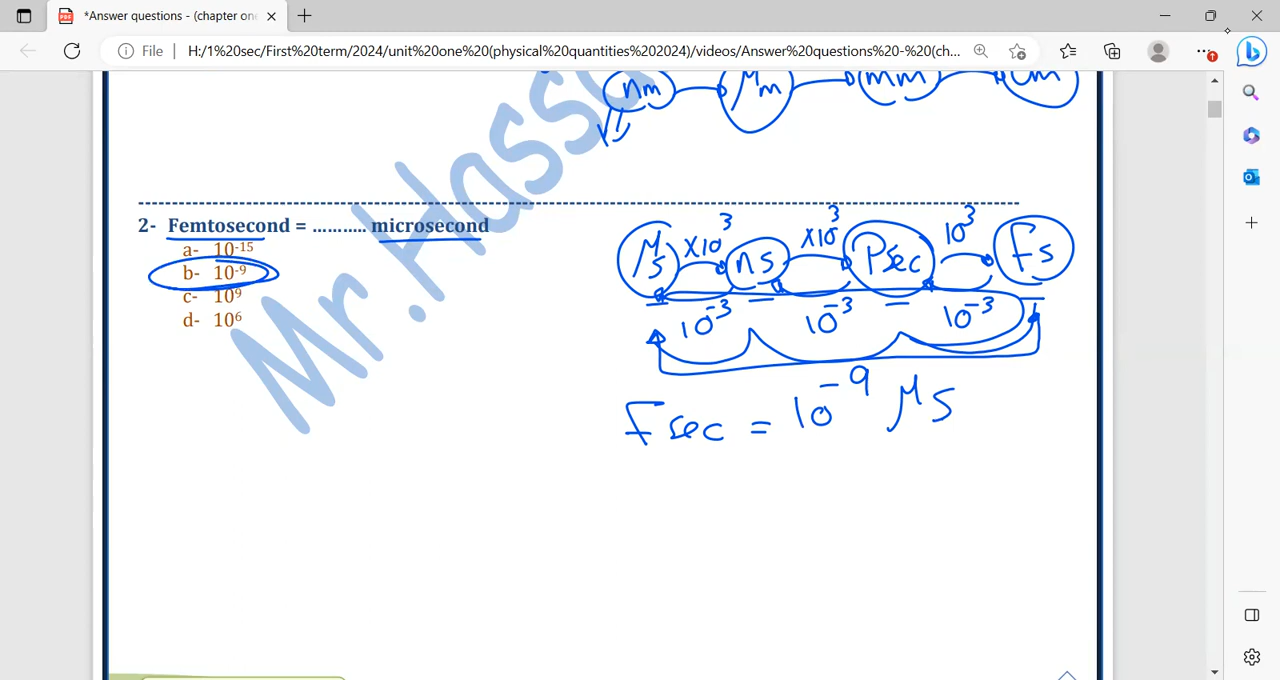 *Answer questions - (chapter one
File H:/1%20sec/First%20term/2024/unit%20one%20(physical%20quantities%202024)/videos/Answer%20questions%20-%20(ch...
nm μm mm cm
Mr.Hass
2- Femtosecond = ........... microsecond
a- 10-15
b- 10-9
c- 10⁹
d- 10⁶
μs ×10³ ns ×10³ Psec 10³ Fs
10⁻³ 10⁻³ 10⁻³
Fsec = 10⁻⁹ μs